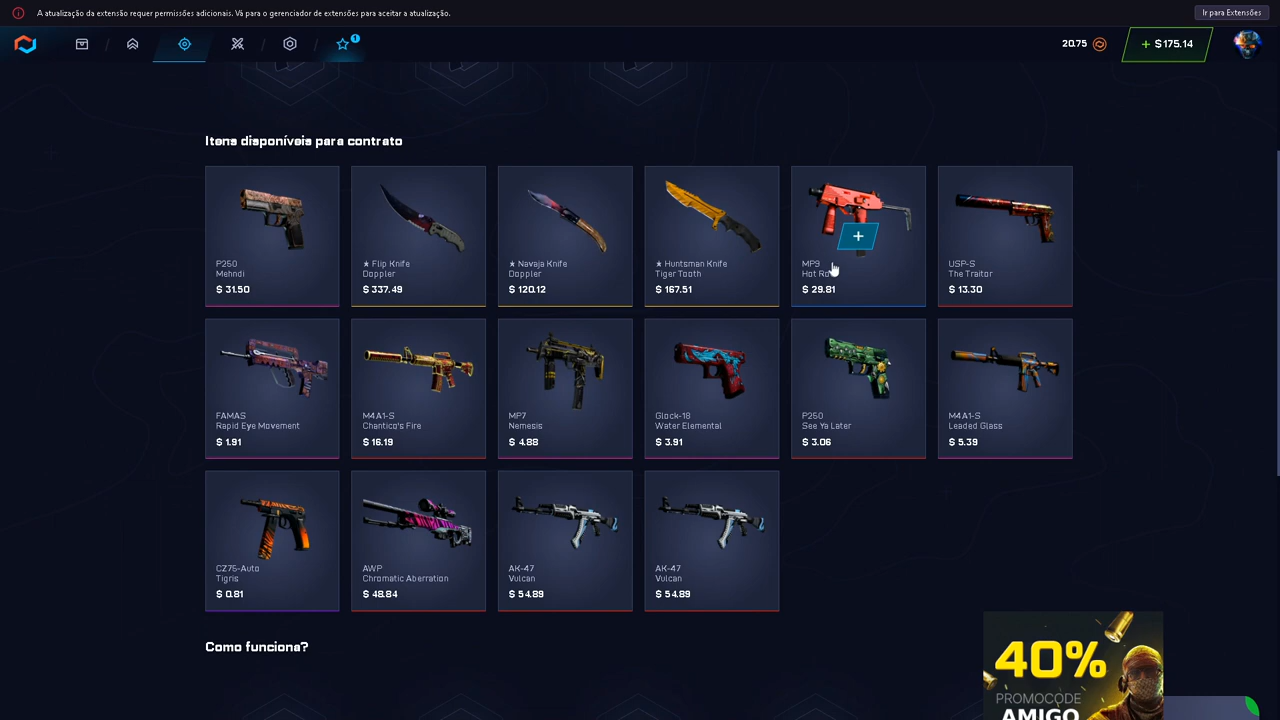 A atualização da extensão requer permissões adicionais. Vá para o gerenciador de extensões para aceitar a atualização.
Ir para Extensões
1
20.75
+ $ 175.14
Itens disponíveis para contrato
P250
Mehndi
$ 31.50
★ Flip Knife
Doppler
$ 337.49
★ Navaja Knife
Doppler
$ 120.12
★ Huntsman Knife
Tiger Tooth
$ 167.51
MP9
Hot
$ 29.81
USP-S
The Traitor
$ 13.30
FAMAS
Rapid Eye Movement
$ 1.91
M4A1-S
Chantico's Fire
$ 16.19
MP7
Nemesis
$ 4.88
Glock-18
Water Elemental
$ 3.91
P250
See Ya Later
$ 3.06
M4A1-S
Leaded Glass
$ 5.39
CZ75-Auto
Tigris
$ 0.81
AWP
Chromatic Aberration
$ 48.84
AK-47
Vulcan
$ 54.89
AK-47
Vulcan
$ 54.89
Como funciona?
40%
PROMOCODE
AMIGO